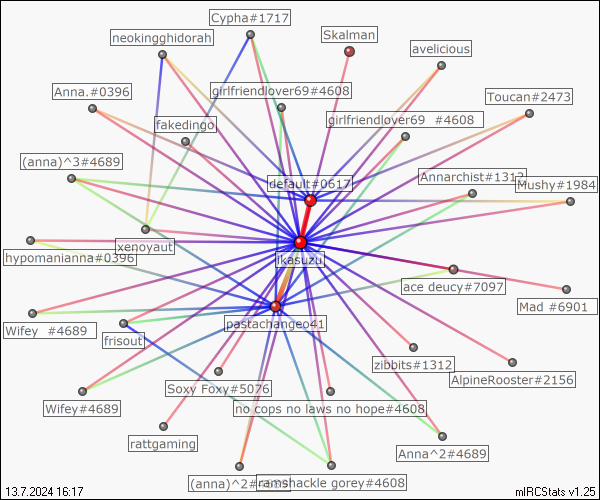 Cypha#1717
Skalman
neokingghidorah
avelicious
Anna.#0396
girlfriendlover69#4608
Toucan#2473
fakedingo
girlfriendlover69 #4608
(anna)^3#4689
default#0617
Annarchist#1312
Mushy#1984
xenoyaut
hypomanianna#0396
ikasuzu
ace deucy#7097
Mad #6901
Wifey #4689
pastachangeo41
frisout
zibbits#1312
Soxy Foxy#5076
AlpineRooster#2156
Wifey#4689
no cops no laws no hope#4608
rattgaming
Anna^2#4689
(anna)^2#4689
ramshackle gorey#4608
13.7.2024 16:17
mIRCStats v1.25